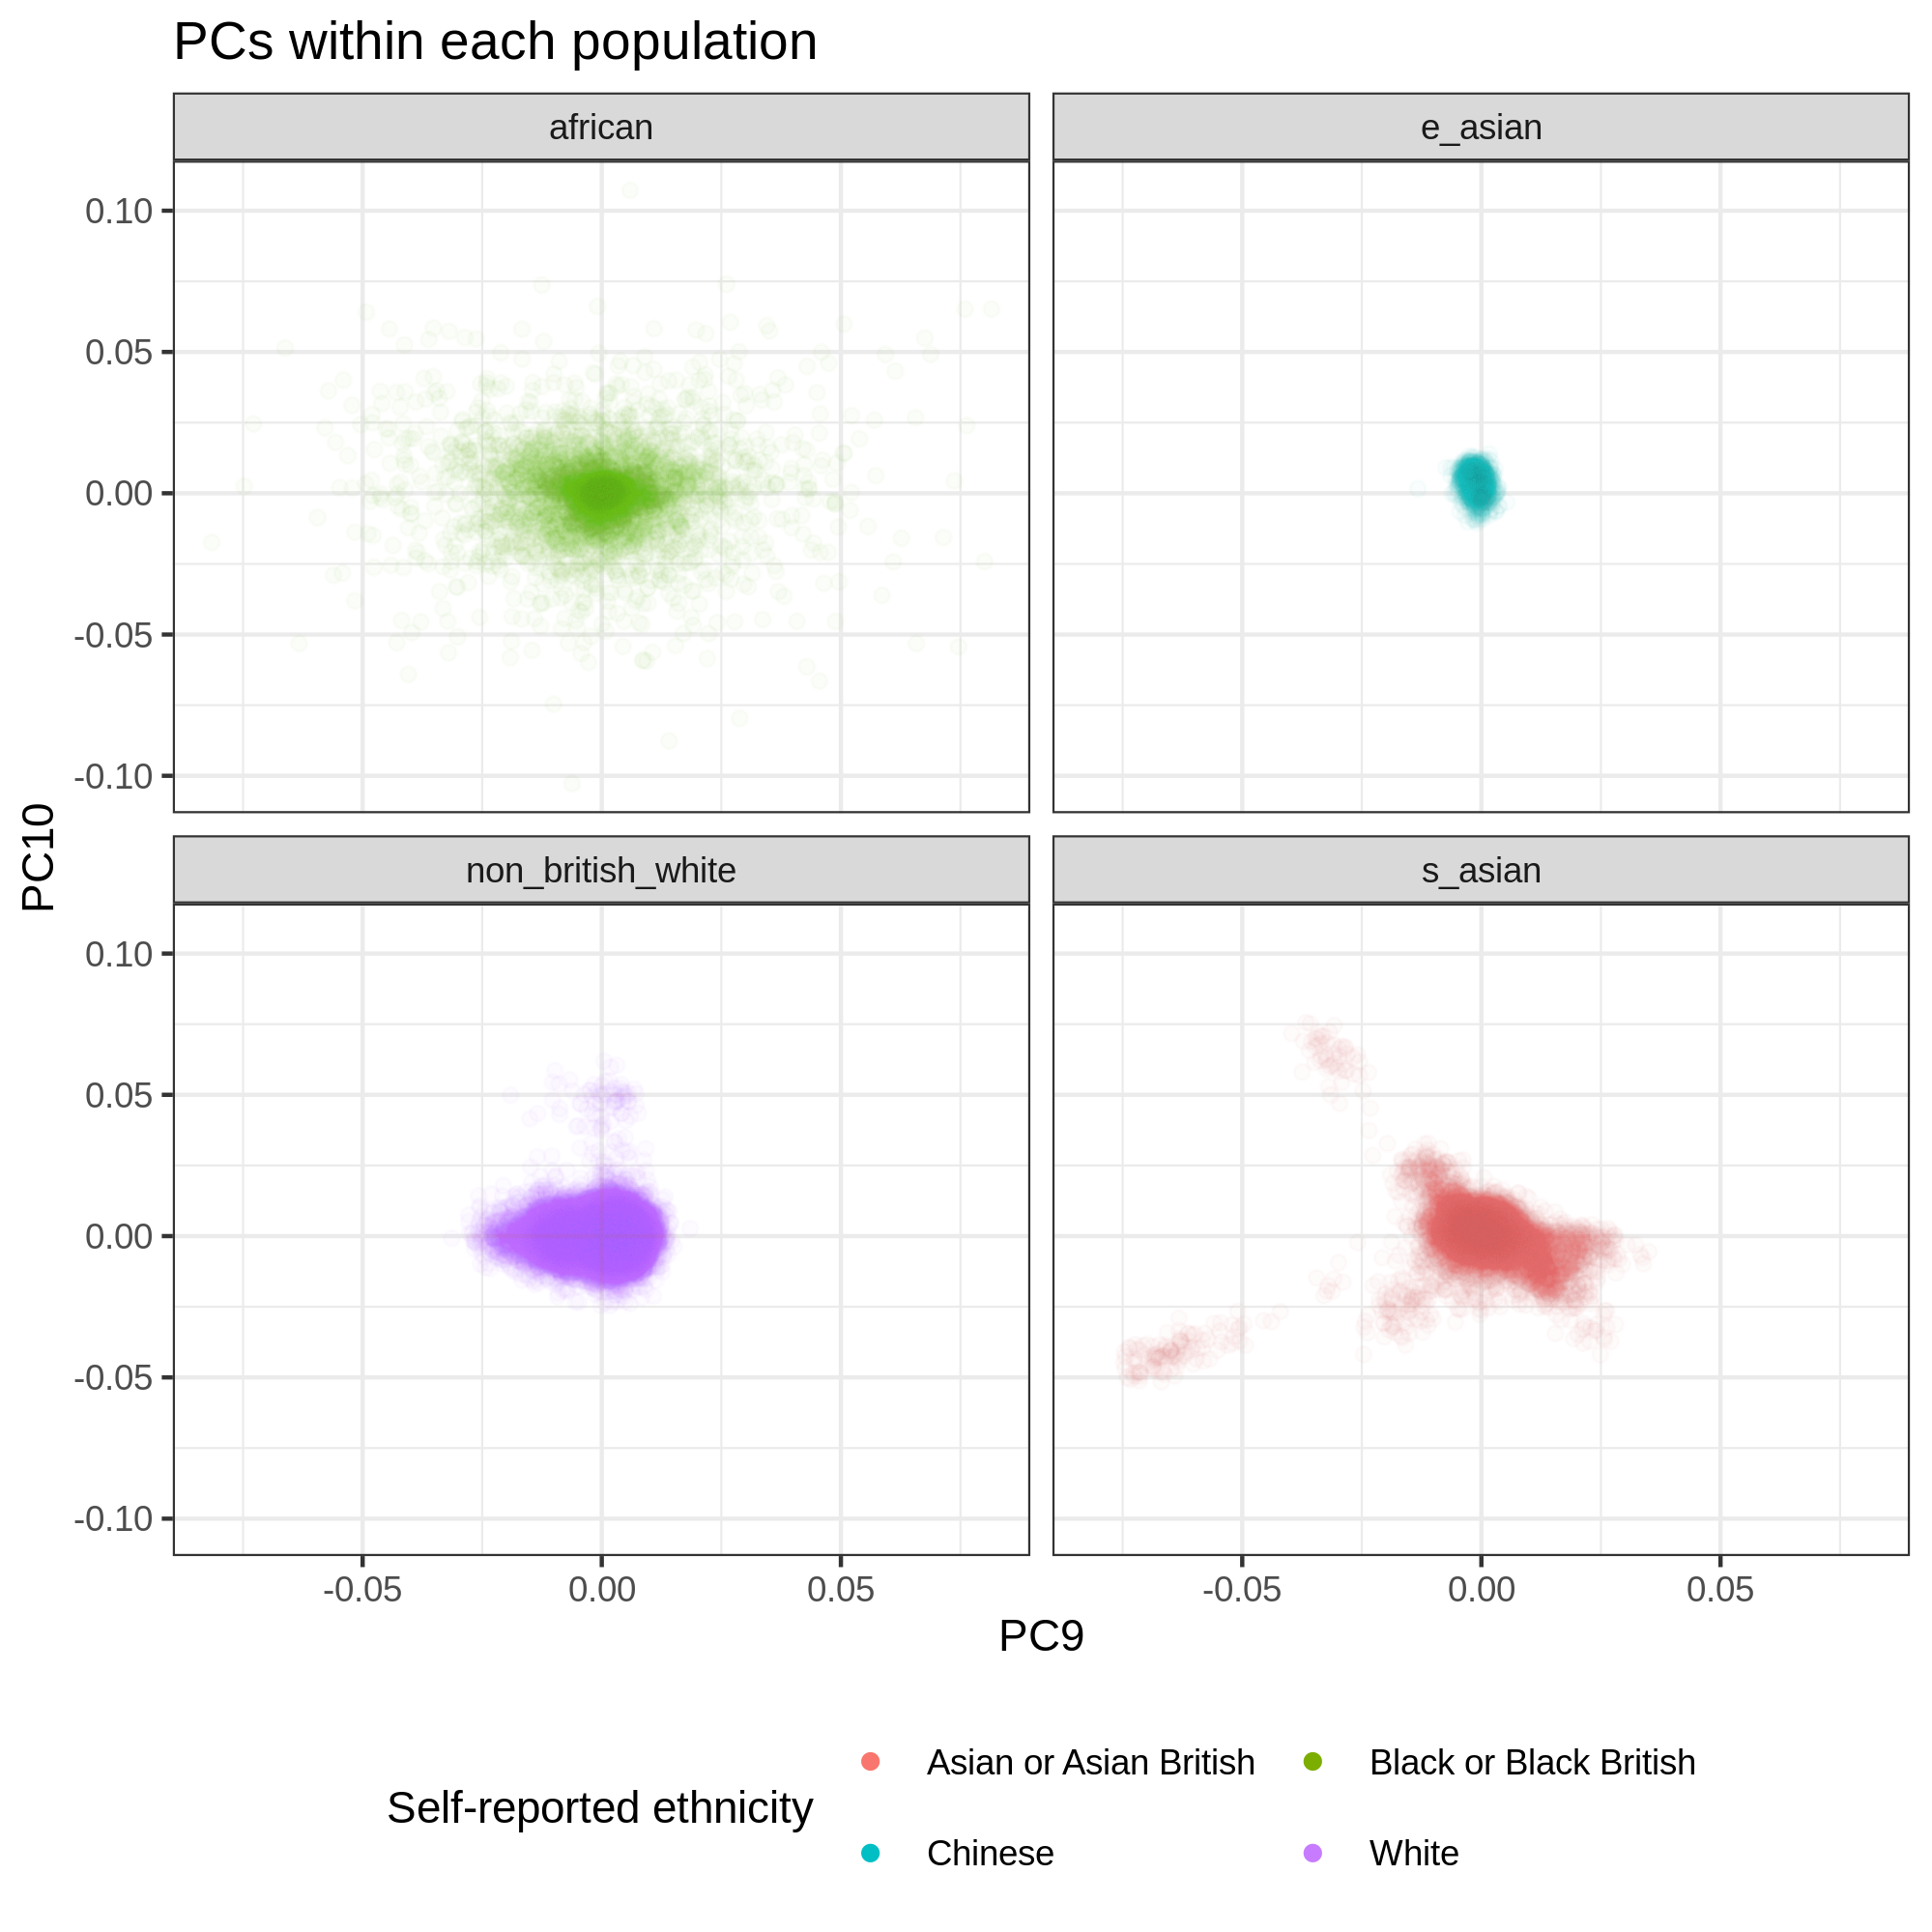 PCs within each population
african
e_asian
0.10
0.05
0.00
-0.05
-0.10
PC10
non_british_white
s_asian
0.10
0.05
0.00
-0.05
-0.10
-0.05 0.00 0.05 -0.05 0.00 0.05
PC9
Self-reported ethnicity
Asian or Asian British
Black or Black British
Chinese
White